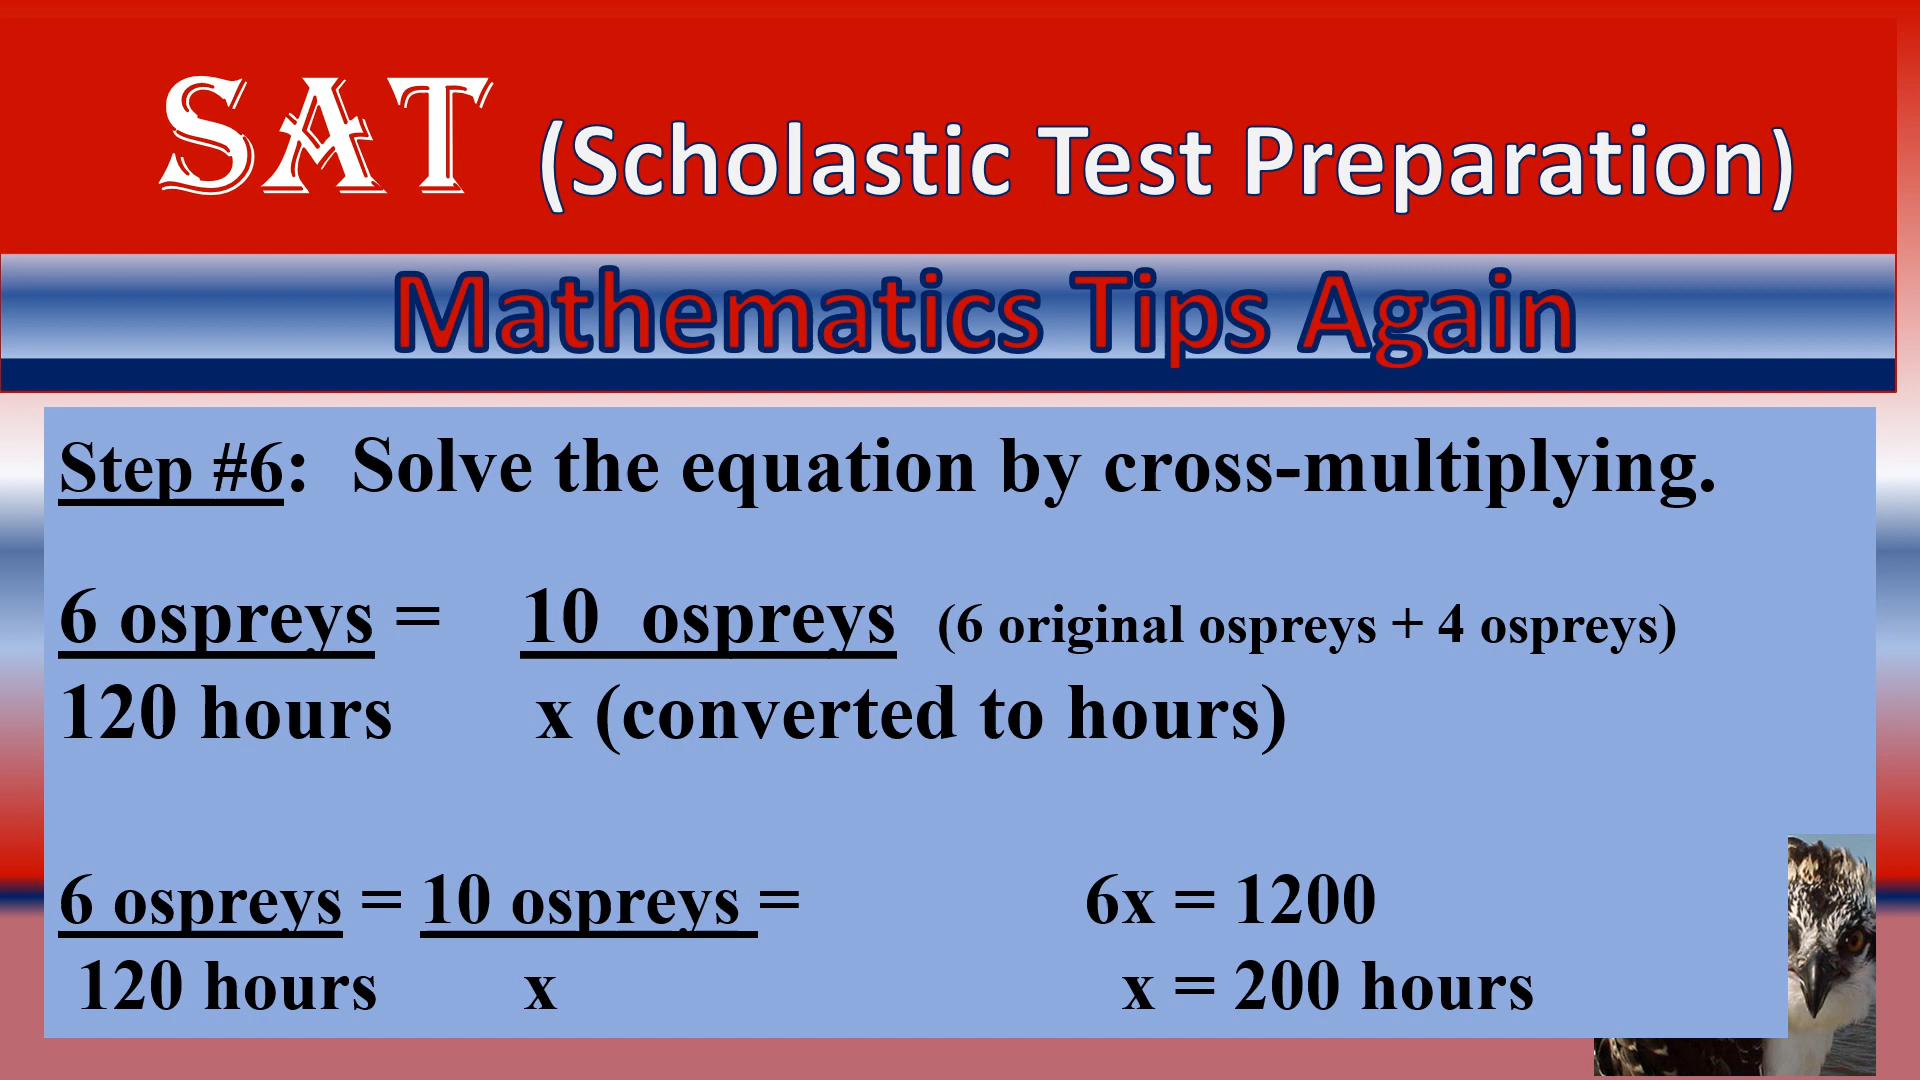 SAT (Scholastic Test Preparation)
Mathematics Tips Again
Step #6: Solve the equation by cross-multiplying.
6 ospreys = 10 ospreys (6 original ospreys + 4 ospreys)
120 hours x (converted to hours)
6 ospreys = 10 ospreys = 6x = 1200
120 hours x x = 200 hours